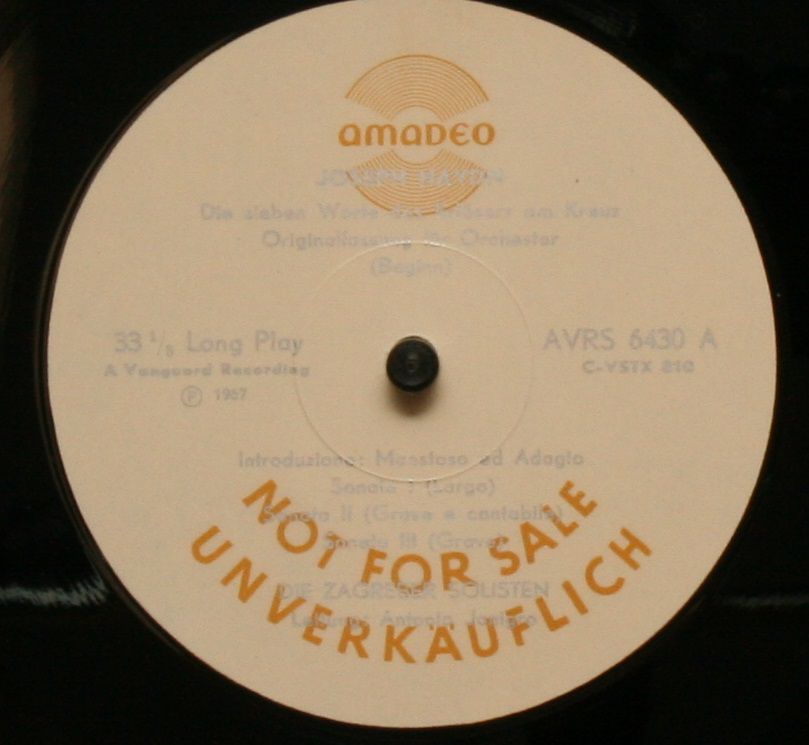 amaDEO
JOSEPH HAYDN
Die sieben Worte des Erlösers am Kreuz
Originalfassung für Orchester
(Beginn)
33 1/3 Long Play
A Vanguard Recording
℗ 1967
AVRS 6430 A
C-VSTX 210
Introduzione: Maestoso ed Adagio
Sonata I (Largo)
Sonata II (Grave e cantabile)
Sonata III (Grave)
DIE ZAGREBER SOLISTEN
Leitung: Antonio Janigro
NOT FOR SALE
UNVERKÄUFLICH